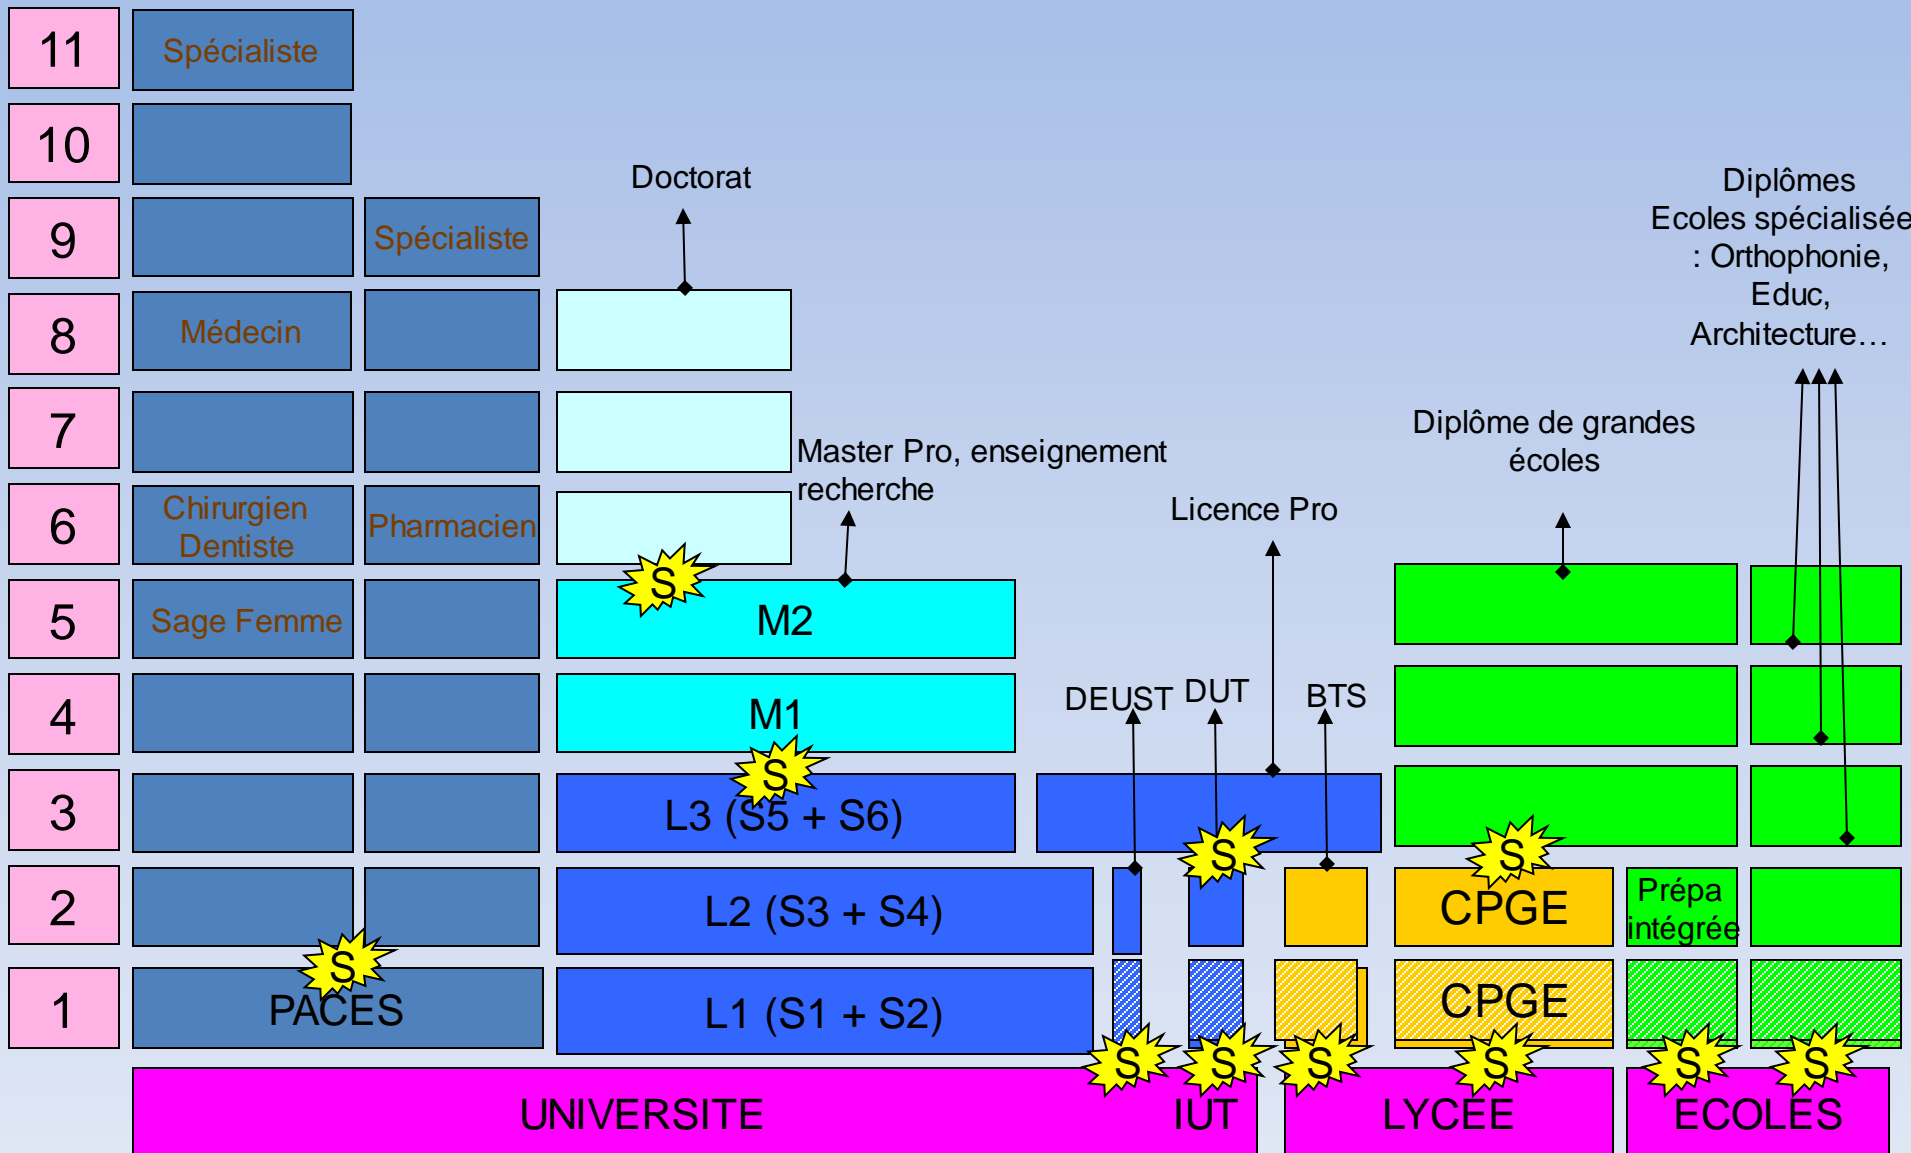 11
Spécialiste
10
Doctorat
Diplômes
Ecoles spécialisée
: Orthophonie,
Educ,
Architecture…
9
Spécialiste
8
Médecin
7
Master Pro, enseignement
recherche
Diplôme de grandes
écoles
6
Chirurgien
Dentiste
Pharmacien
Licence Pro
S
5
Sage Femme
M2
4
M1
DEUST
DUT
BTS
S
3
L3 (S5 + S6)
S
S
2
L2 (S3 + S4)
CPGE
Prépa
intégrée
S
1
PACES
L1 (S1 + S2)
CPGE
S
S
S
S
S
S
UNIVERSITE
IUT
LYCEE
ECOLES